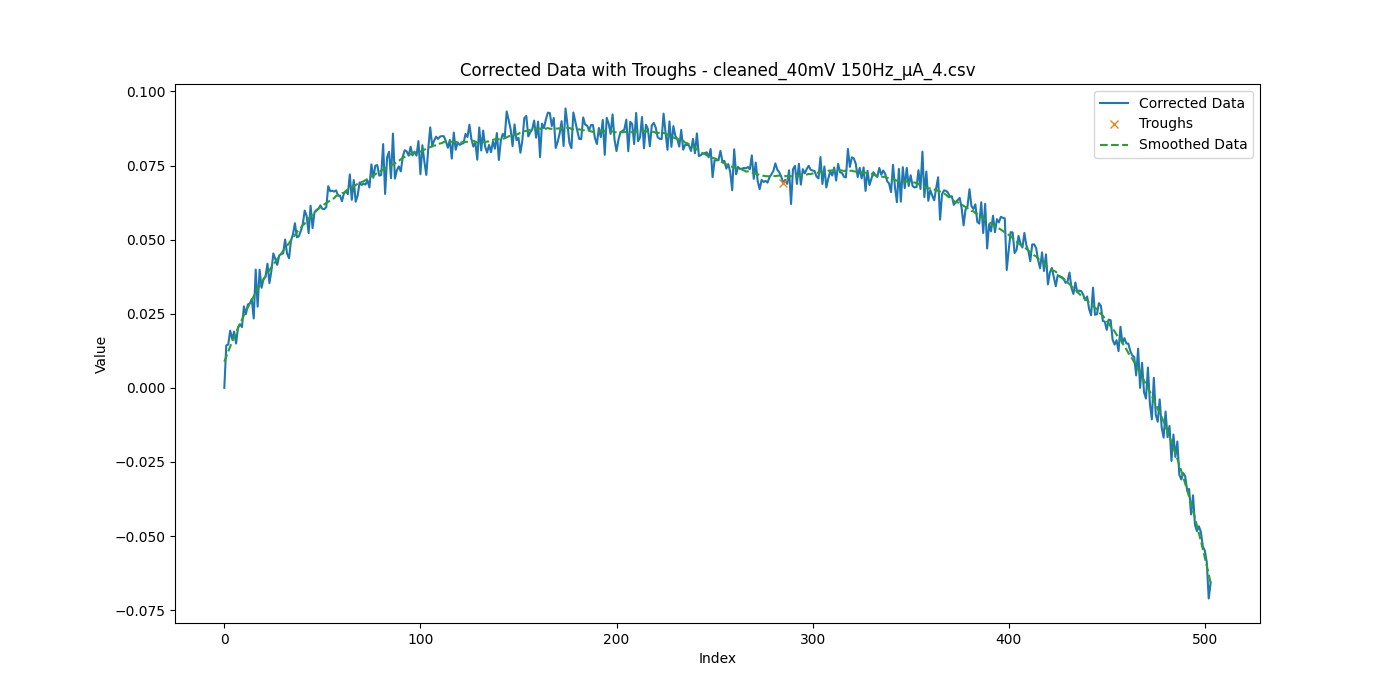 Corrected Data with Troughs - cleaned_40mV 150Hz_μA_4.csv
Corrected Data
Troughs
Smoothed Data
Value
0.100
0.075
0.050
0.025
0.000
−0.025
−0.050
−0.075
0
100
200
300
400
500
Index